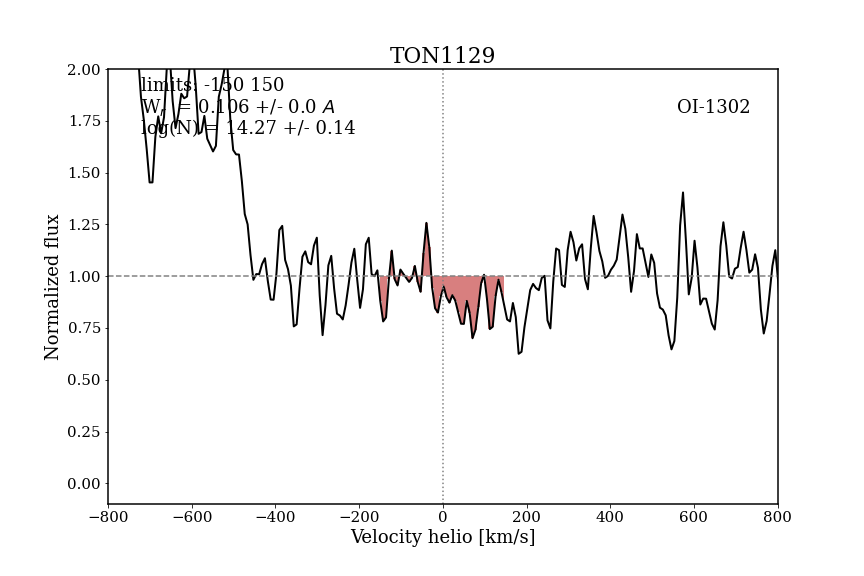 TON1129
limits: -150 150
W_r = 0.106 +/- 0.0 A
log(N) = 14.27 +/- 0.14
OI-1302
Normalized flux
2.00
1.75
1.50
1.25
1.00
0.75
0.50
0.25
0.00
−800 −600 −400 −200 0 200 400 600 800
Velocity helio [km/s]